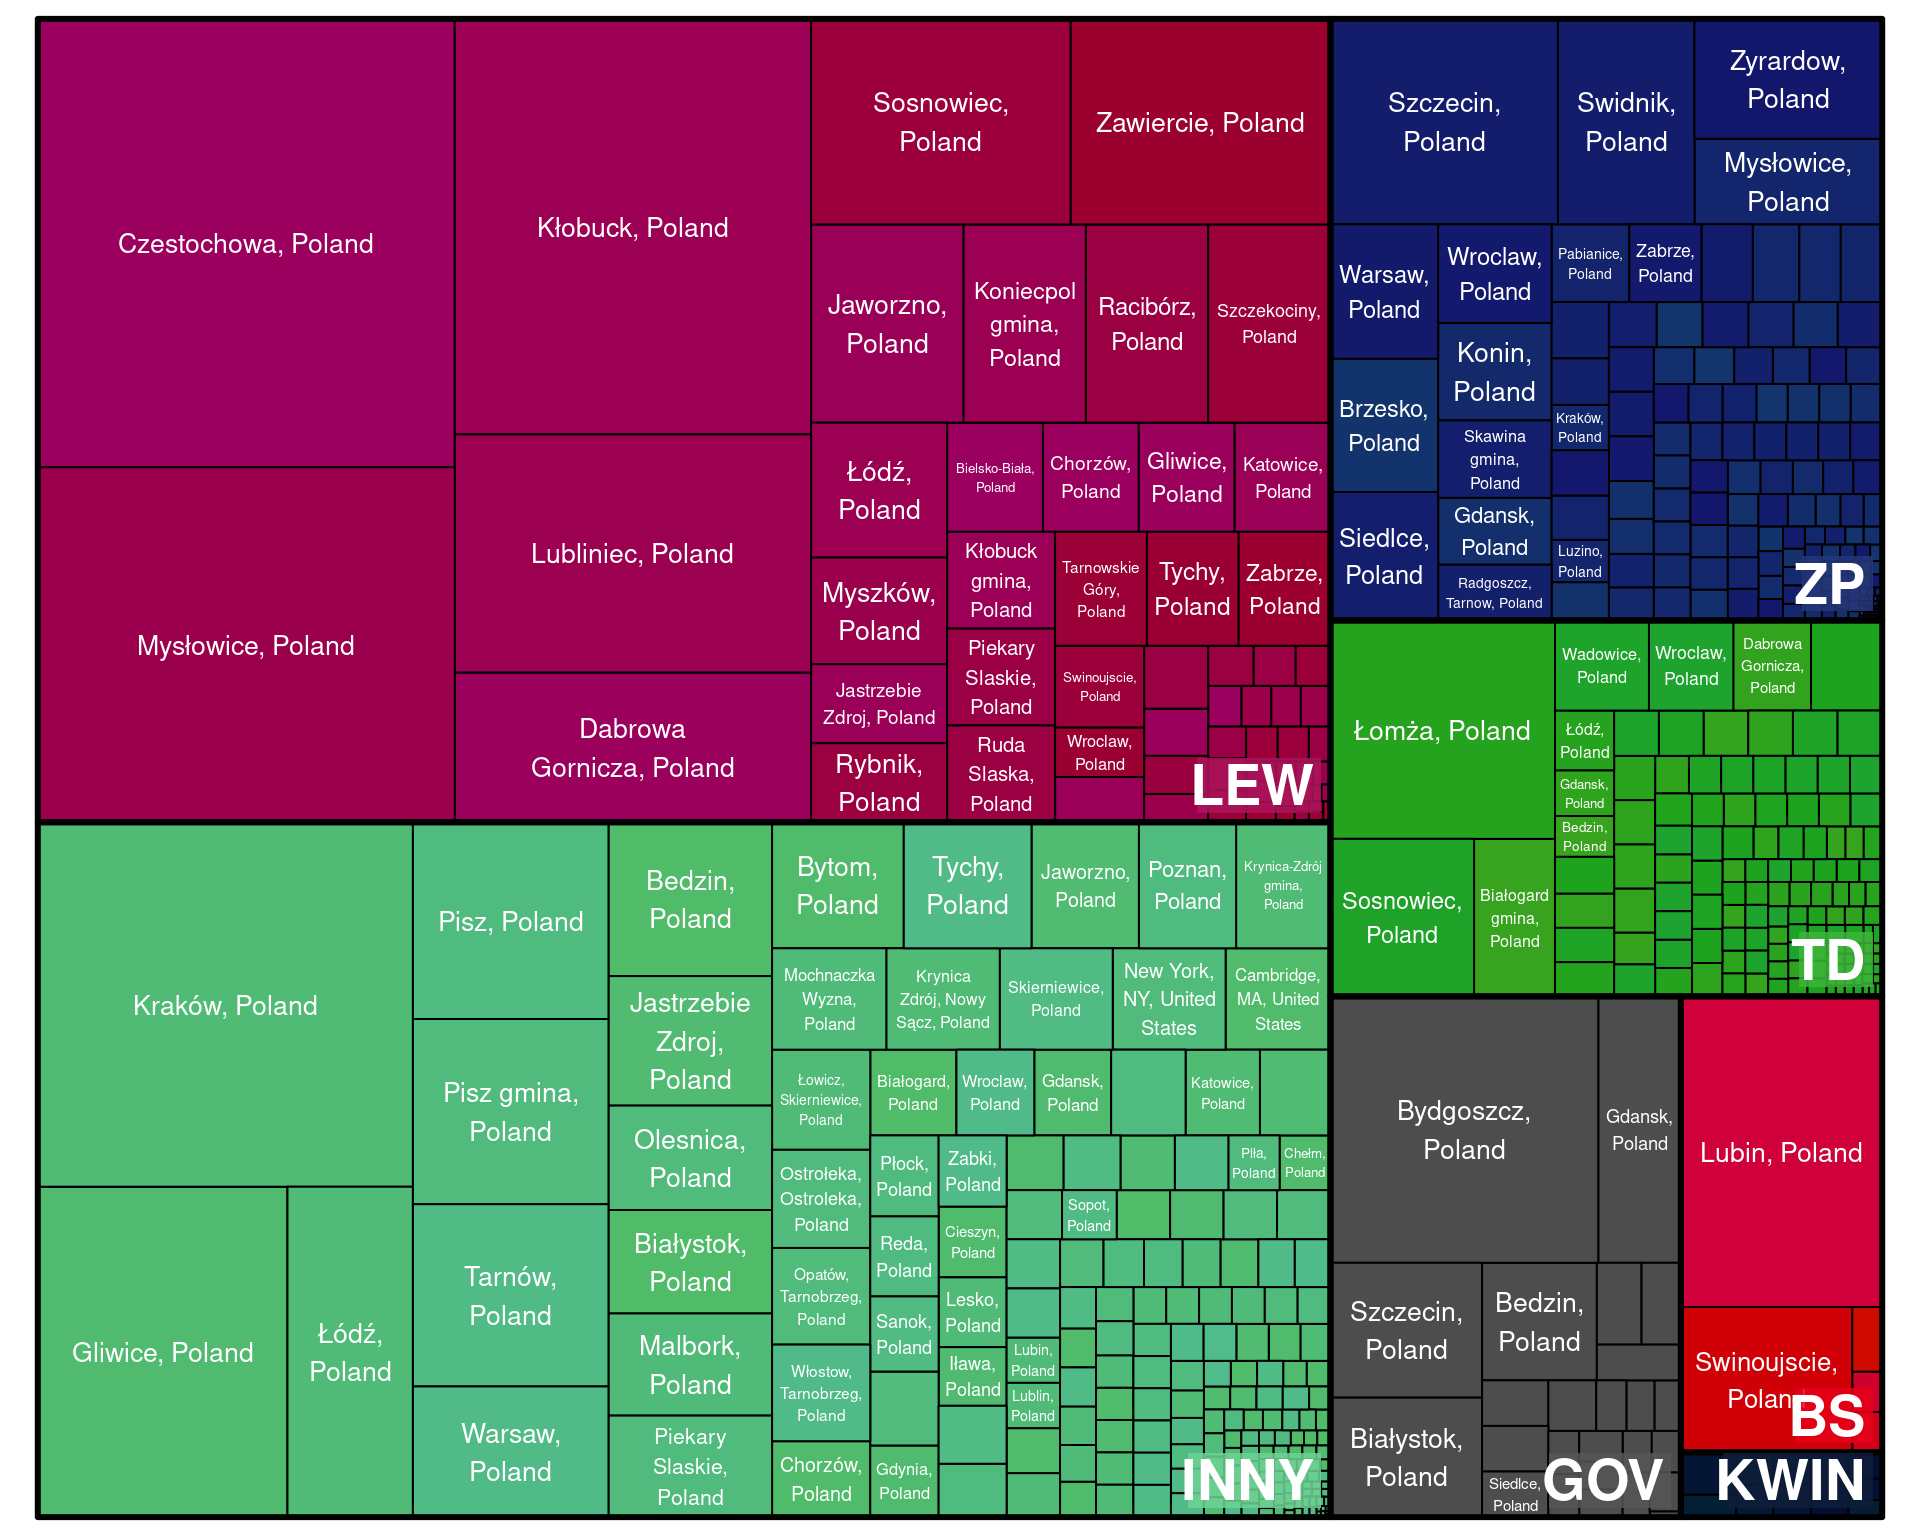 Czestochowa, Poland
Mysłowice, Poland
Kłobuck, Poland
Lubliniec, Poland
Dabrowa
Gornicza, Poland
Sosnowiec,
Poland
Zawiercie, Poland
Jaworzno,
Poland
Koniecpol
gmina,
Poland
Racibórz,
Poland
Szczekociny,
Poland
Łódź,
Poland
Myszków,
Poland
Jastrzebie
Zdroj, Poland
Rybnik,
Poland
Bielsko-Biała,
Poland
Chorzów,
Poland
Gliwice,
Poland
Katowice,
Poland
Kłobuck
gmina,
Poland
Piekary
Slaskie,
Poland
Ruda
Slaska,
Poland
Tarnowskie
Góry,
Poland
Tychy,
Poland
Zabrze,
Poland
Swinoujscie,
Poland
Wroclaw,
Poland
LEW
Szczecin,
Poland
Swidnik,
Poland
Zyrardow,
Poland
Mysłowice,
Poland
Warsaw,
Poland
Brzesko,
Poland
Siedlce,
Poland
Wroclaw,
Poland
Konin,
Poland
Skawina
gmina,
Poland
Gdansk,
Poland
Radgoszcz,
Tarnow, Poland
Pabianice,
Poland
Zabrze,
Poland
Kraków,
Poland
Luzino,
Poland
ZP
Łomża, Poland
Sosnowiec,
Poland
Białogard
gmina,
Poland
Wadowice,
Poland
Wroclaw,
Poland
Dabrowa
Gornicza,
Poland
Łódź,
Poland
Gdansk,
Poland
Bedzin,
Poland
TD
Kraków, Poland
Gliwice, Poland
Łódź,
Poland
Pisz, Poland
Pisz gmina,
Poland
Tarnów,
Poland
Warsaw,
Poland
Bedzin,
Poland
Jastrzebie
Zdroj,
Poland
Olesnica,
Poland
Białystok,
Poland
Malbork,
Poland
Piekary
Slaskie,
Poland
Bytom,
Poland
Tychy,
Poland
Jaworzno,
Poland
Poznan,
Poland
Krynica-Zdrój
gmina,
Poland
Mochnaczka
Wyzna,
Poland
Krynica
Zdrój, Nowy
Sącz, Poland
Skierniewice,
Poland
New York,
NY, United
States
Cambridge,
MA, United
States
Łowicz,
Skierniewice,
Poland
Ostrołeka,
Ostroleka,
Poland
Opatów,
Tarnobrzeg,
Poland
Włostow,
Tarnobrzeg,
Poland
Chorzów,
Poland
Białogard,
Poland
Wroclaw,
Poland
Gdansk,
Poland
Katowice,
Poland
Płock,
Poland
Reda,
Poland
Sanok,
Poland
Gdynia,
Poland
Zabki,
Poland
Cieszyn,
Poland
Lesko,
Poland
Iława,
Poland
Piła,
Poland
Chełm,
Poland
Sopot,
Poland
Lubin,
Poland
Lublin,
Poland
INNY
Bydgoszcz,
Poland
Gdansk,
Poland
Szczecin,
Poland
Białystok,
Poland
Bedzin,
Poland
Siedlce,
Poland
GOV
Lubin, Poland
Swinoujscie,
Poland
BS
KWIN